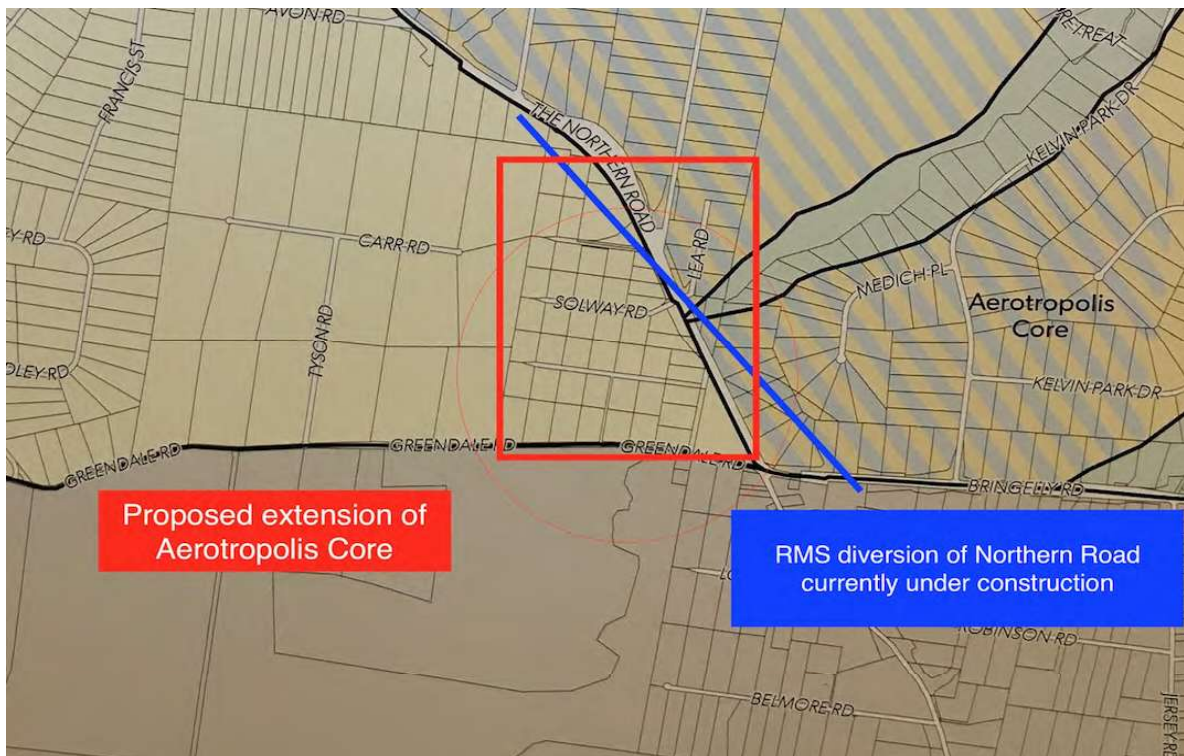 AVON RD
RETREAT
FRANCIS ST
THE NORTHERN ROAD
KELVIN PARK DR
CARR RD
LEA RD
MEDICH PL
SOLWAY RD
Aerotropolis
Core
TYSON RD
KELVIN PARK DR
GREENDALE RD
GREENDALE RD
GREENDALE RD
BRINGELLY RD
Proposed extension of
Aerotropolis Core
RMS diversion of Northern Road
currently under construction
ROBINSON RD
BELMORE RD
JERSEY RD